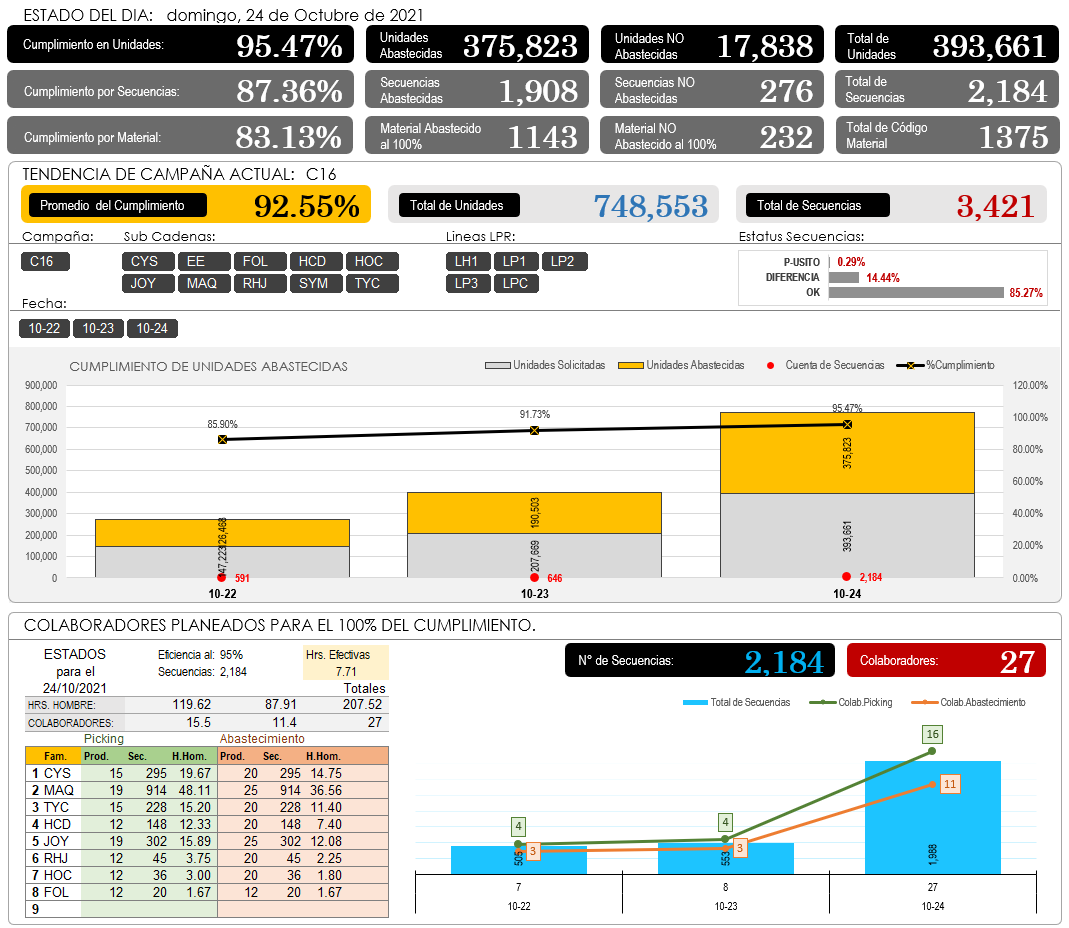 ESTADO DEL DIA: domingo, 24 de Octubre de 2021
Cumplimiento en Unidades: 95.47%
Unidades Abastecidas 375,823
Unidades NO Abastecidas 17,838
Total de Unidades 393,661
Cumplimiento por Secuencias: 87.36%
Secuencias Abastecidas 1,908
Secuencias NO Abastecidas 276
Total de Secuencias 2,184
Cumplimiento por Material: 83.13%
Material Abastecido al 100% 1143
Material NO Abastecido al 100% 232
Total de Código Material 1375
TENDENCIA DE CAMPAÑA ACTUAL: C16
Promedio del Cumplimiento 92.55%
Total de Unidades 748,553
Total de Secuencias 3,421
Campaña: Sub Cadenas: Lineas LPR: Estatus Secuencias:
C16 CYS EE FOL HCD HOC LH1 LP1 LP2
JOY MAQ RHJ SYM TYC LP3 LPC
P-USITO 0.29%
DIFERENCIA 14.44%
OK 85.27%
Fecha:
10-22 10-23 10-24
CUMPLIMIENTO DE UNIDADES ABASTECIDAS
Unidades Solicitadas Unidades Abastecidas Cuenta de Secuencias %Cumplimiento
900,000 120.00%
800,000 100.00%
700,000 80.00%
600,000 60.00%
500,000 40.00%
400,000 20.00%
300,000 0.00%
200,000
100,000
0
85.90% 91.73% 95.47%
126,468 190,503 375,823
147,223 207,669 393,661
591 646 2,184
10-22 10-23 10-24
COLABORADORES PLANEADOS PARA EL 100% DEL CUMPLIMIENTO.
ESTADOS Eficiencia al: 95% Hrs. Efectivas
para el Secuencias: 2,184 7.71
24/10/2021 Totales
HRS. HOMBRE: 119.62 87.91 207.52
COLABORADORES: 15.5 11.4 27
Picking Abastecimiento
Fam. Prod. Sec. H.Hom. Prod. Sec. H.Hom.
1 CYS 15 295 19.67 20 295 14.75
2 MAQ 19 914 48.11 25 914 36.56
3 TYC 15 228 15.20 20 228 11.40
4 HCD 12 148 12.33 20 148 7.40
5 JOY 19 302 15.89 25 302 12.08
6 RHJ 12 45 3.75 20 45 2.25
7 HOC 12 36 3.00 20 36 1.80
8 FOL 12 20 1.67 12 20 1.67
9
N° de Secuencias: 2,184
Colaboradores: 27
Total de Secuencias Colab.Picking Colab.Abastecimiento
4 4 16
3 3 11
505 553 1,988
7 8 27
10-22 10-23 10-24